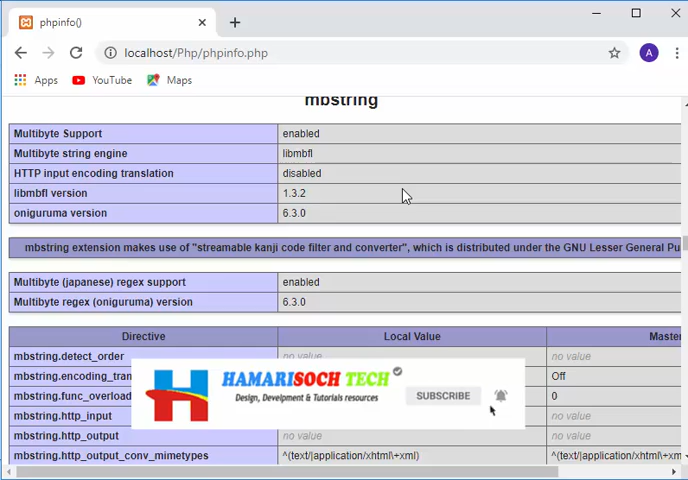 phpinfo()
localhost/Php/phpinfo.php
A
Apps YouTube Maps
mbstring
Multibyte Support enabled
Multibyte string engine libmbfl
HTTP input encoding translation disabled
libmbfl version 1.3.2
oniguruma version 6.3.0
mbstring extension makes use of "streamable kanji code filter and converter", which is distributed under the GNU Lesser General Pu
Multibyte (japanese) regex support enabled
Multibyte regex (oniguruma) version 6.3.0
Directive Local Value Master
mbstring.detect_order no value no value
mbstring.encoding_tran Off
mbstring.func_overload 0
mbstring.http_input no value
mbstring.http_output no value
mbstring.http_output_conv_mimetypes ^(text/|application/xhtml\+xml) ^(text/|application/xhtml\+xm
HAMARISOCH TECH
Design, Develpment & Tutorials resources
SUBSCRIBE